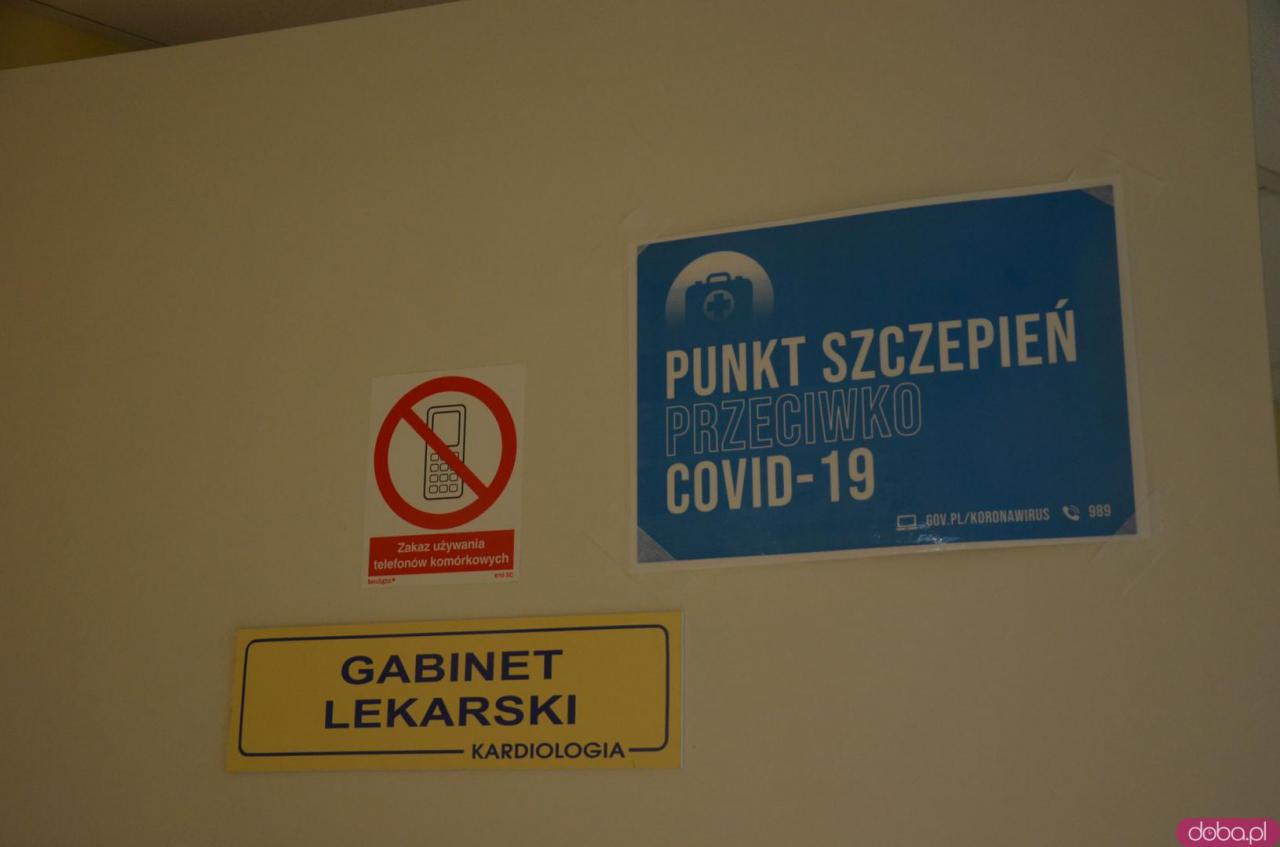 PUNKT SZCZEPIEŃ
PRZECIWKO
COVID-19
GOV.PL/KORONAWIRUS 989
Zakaz używania
telefonów komórkowych
GABINET
LEKARSKI
KARDIOLOGIA
doba.pl